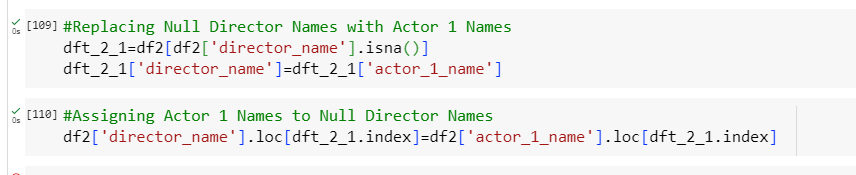 [109] #Replacing Null Director Names with Actor 1 Names
0s
dft_2_1=df2[df2['director_name'].isna()]
dft_2_1['director_name']=dft_2_1['actor_1_name']
[110] #Assigning Actor 1 Names to Null Director Names
0s
df2['director_name'].loc[dft_2_1.index]=df2['actor_1_name'].loc[dft_2_1.index]